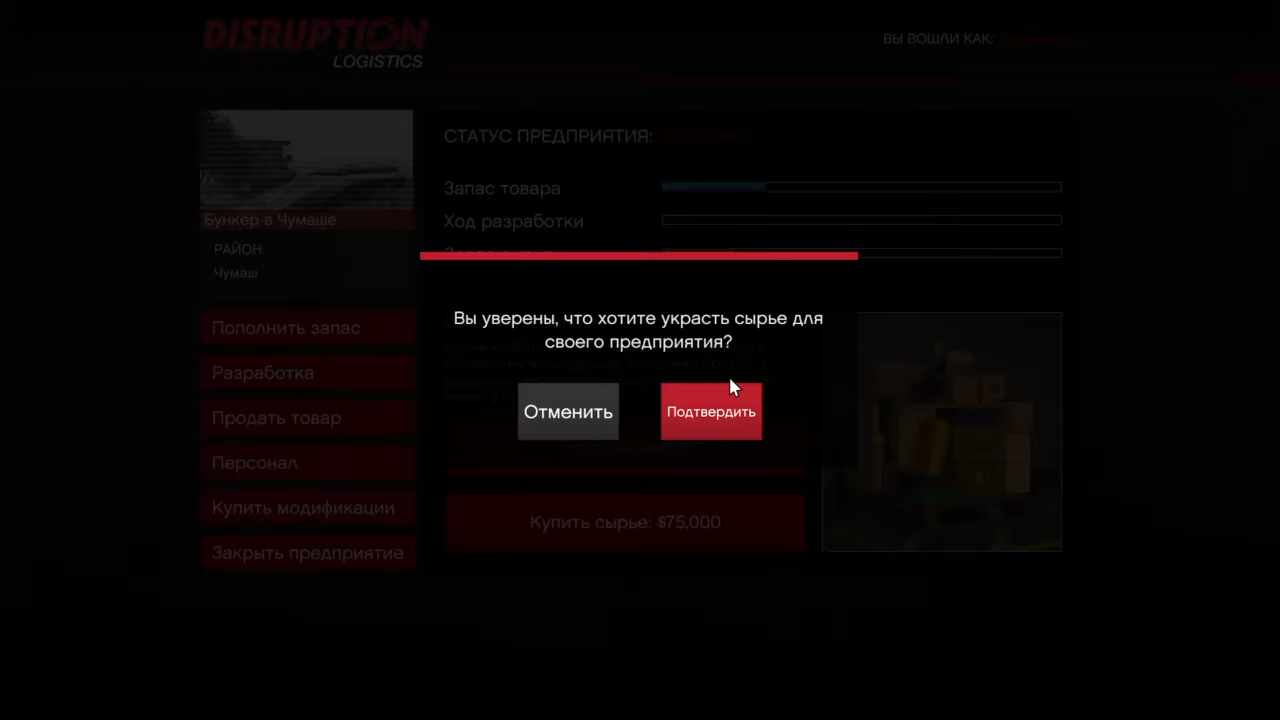 DISRUPTION
LOGISTICS
ВЫ ВОШЛИ КАК:
СТАТУС ПРЕДПРИЯТИЯ:
Запас товара
Ход разработки
Бункер в Чумаше
РАЙОН:
Чумаш
Вы уверены, что хотите украсть сырье для
своего предприятия?
Отменить
Подтвердить
Пополнить запас
Разработка
Продать товар
Персонал
Купить модификации
Закрыть предприятие
Купить сырье: $75,000